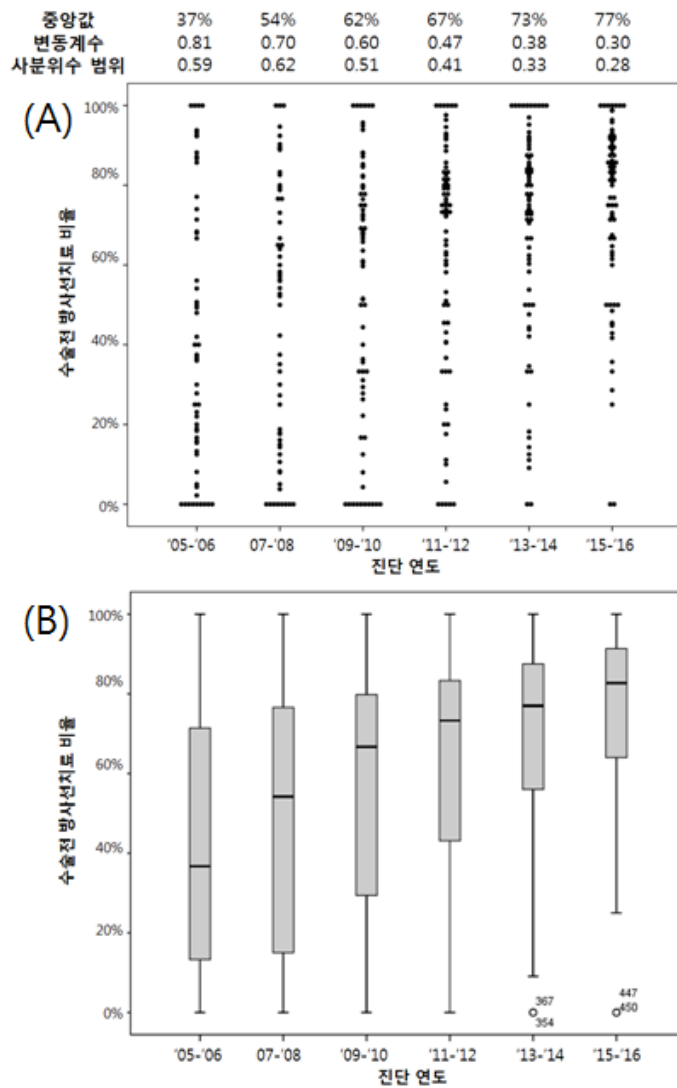 중앙값 37% 54% 62% 67% 73% 77%
변동계수 0.81 0.70 0.60 0.47 0.38 0.30
사분위수 범위 0.59 0.62 0.51 0.41 0.33 0.28
(A)
수술전 방사선치료 비율
100%
80%
60%
40%
20%
0%
‘05-‘06 07-‘08 ‘09-‘10 ‘11-‘12 ‘13-‘14 ‘15-‘16
진단 연도
(B)
수술전 방사선치료 비율
100%
80%
60%
40%
20%
0%
367
354
447
450
‘05-‘06 07-‘08 ‘09-‘10 ‘11-‘12 ‘13-‘14 ‘15-‘16
진단 연도